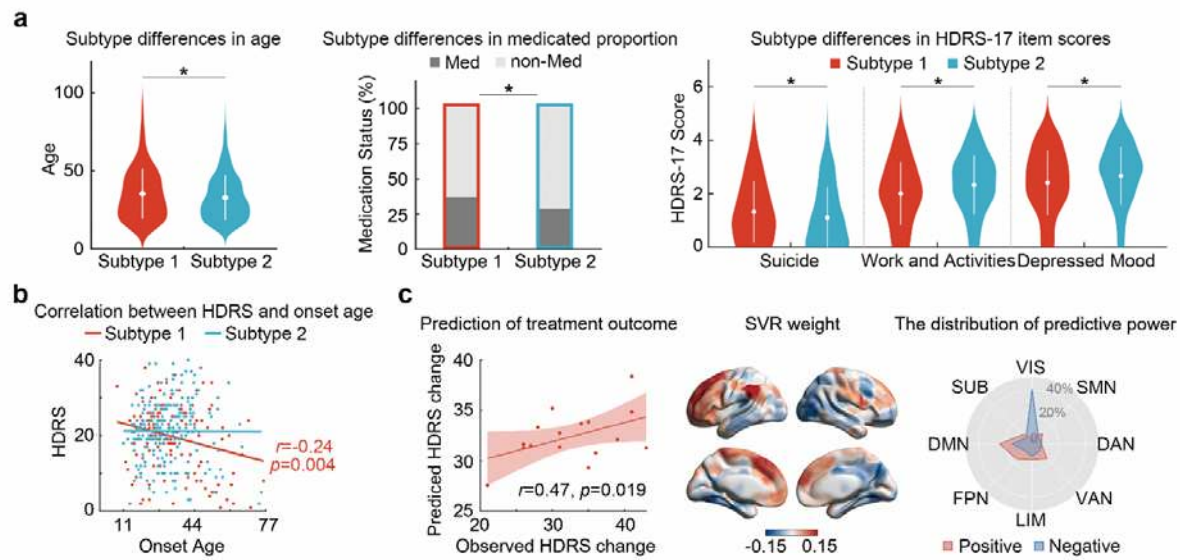 a
Subtype differences in age
*
100
50
0
Age
Subtype 1 Subtype 2
Subtype differences in medicated proportion
Med non-Med
*
100
75
50
25
0
Medication Status (%)
Subtype 1 Subtype 2
Subtype differences in HDRS-17 item scores
Subtype 1 Subtype 2
* * *
6
4
2
0
HDRS-17 Score
Suicide Work and Activities Depressed Mood
b
Correlation between HDRS and onset age
Subtype 1 Subtype 2
40
20
0
HDRS
r=-0.24
p=0.004
11 44 77
Onset Age
c
Prediction of treatment outcome
40
35
30
25
Prediced HDRS change
r=0.47, p=0.019
20 30 40
Observed HDRS change
SVR weight
-0.15 0.15
The distribution of predictive power
VIS
SUB SMN
40%
20%
DMN DAN
FPN VAN
LIM
Positive Negative